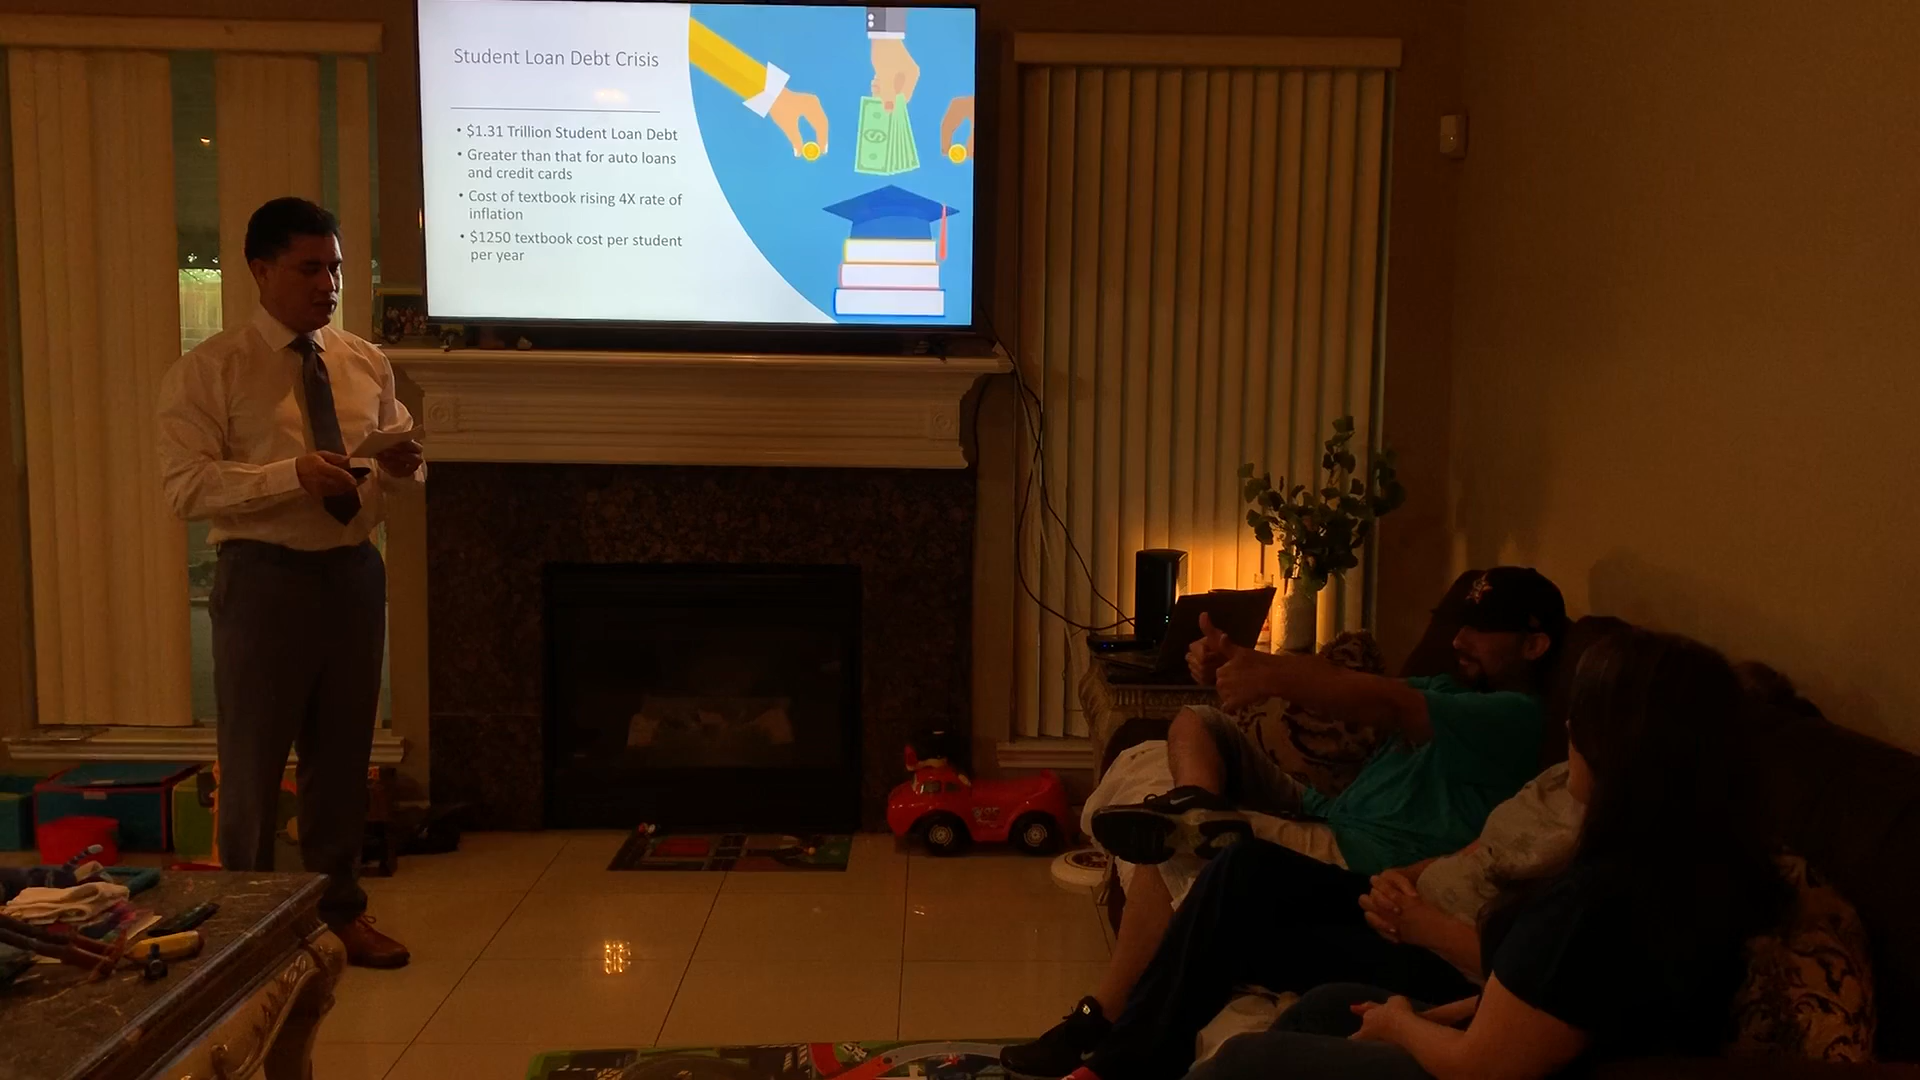 Student Loan Debt Crisis
• $1.31 Trillion Student Loan Debt
• Greater than that for auto loans
and credit cards
• Cost of textbook rising 4X rate of
inflation
• $1250 textbook cost per student
per year